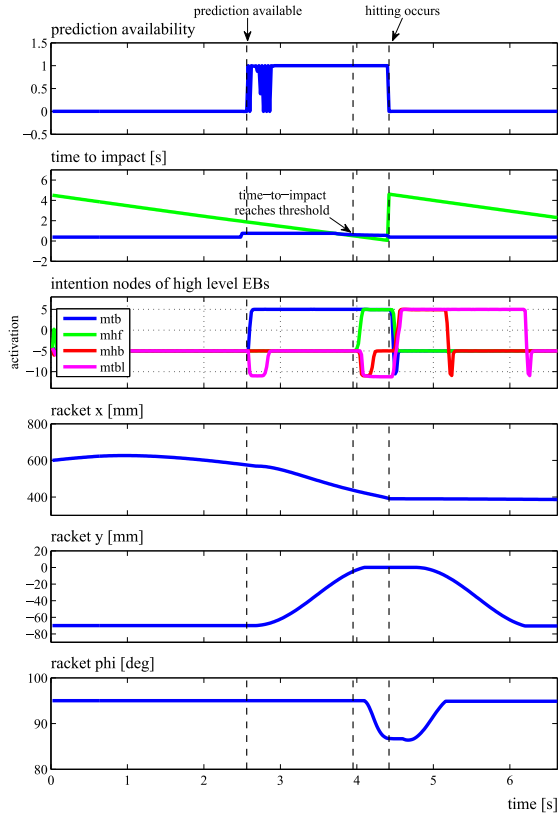 prediction available hitting occurs
prediction availability
1.5
1
0.5
0
−0.5
time to impact [s]
6
4
2
0
−2
time−to−impact
reaches threshold
intention nodes of high level EBs
activation
5
0
−5
−10
mtb
mhf
mhb
mtbl
racket x [mm]
800
600
400
racket y [mm]
20
0
−20
−40
−60
−80
racket phi [deg]
100
90
80
0 1 2 3 4 5 6
time [s]